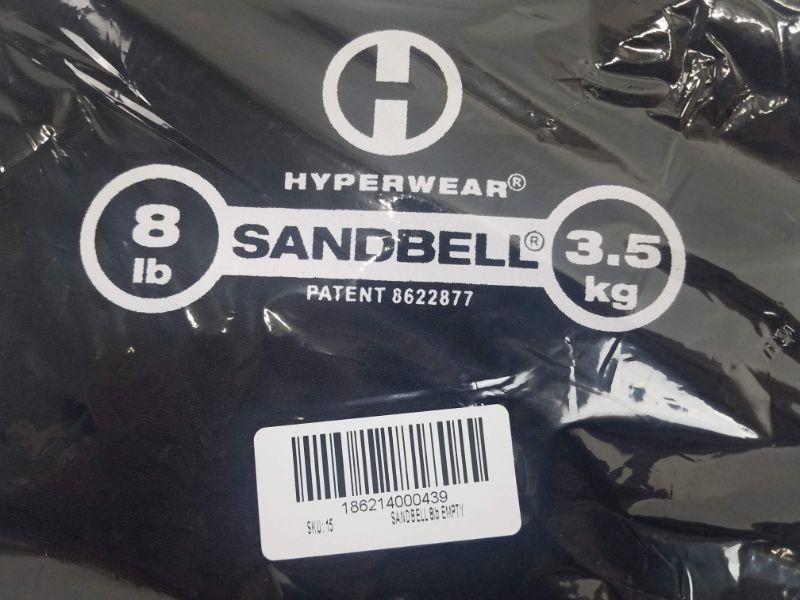 H
HYPERWEAR®
8
lb
SANDBELL®
3.5
kg
PATENT 8622877
186214000439
SKU: 15
SANDBELL 8lb EMPTY